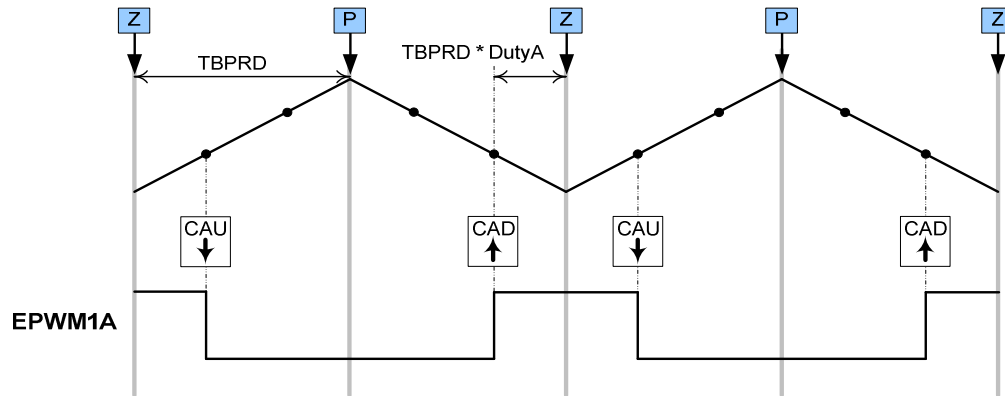 Z P Z P Z
TBPRD TBPRD * DutyA
CAU CAD CAU CAD
EPWM1A